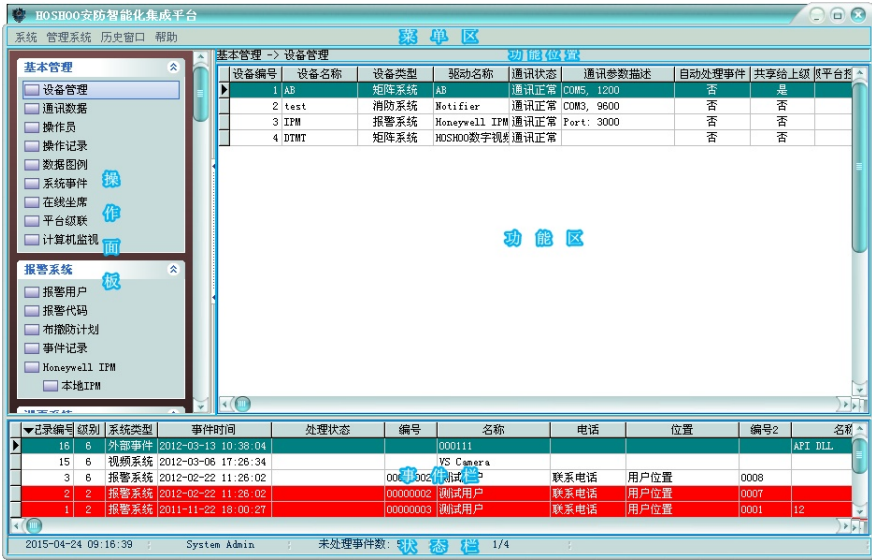 HOSHOO安防智能化集成平台
系统 管理系统 历史窗口 帮助 菜单区
基本管理 -> 设备管理 功能位置
基本管理
设备管理
通讯数据
操作员
操作记录
数据图例
系统事件
在线坐席
平台级联
计算机监视
操作面板
报警系统
报警用户
报警代码
布撤防计划
事件记录
Honeywell IPM
本地IPM
设备编号 设备名称 设备类型 驱动名称 通讯状态 通讯参数描述 自动处理事件 共享给上级
1 AB 矩阵系统 AB 通讯正常 COM5, 1200 否 是
2 test 消防系统 Notifier 通讯正常 COM3, 9600 否 否
3 IPM 报警系统 Honeywell IPM 通讯正常 Port: 3000 否 否
4 DTMT 矩阵系统 HOSHOO数字视 通讯正常 否 否
功能区
记录编号 级别 系统类型 事件时间 处理状态 编号 名称 电话 位置 编号2 名称
16 6 外部事件 2012-03-13 10:38:04 000111 API DLL
15 6 视频系统 2012-03-06 17:26:34 VS Camera
3 6 报警系统 2012-02-22 11:26:02 测试用户 联系电话 用户位置 0008
2 2 报警系统 2012-02-22 11:26:02 00000002 测试用户 联系电话 用户位置 0007
1 2 报警系统 2011-11-22 18:00:27 00000003 测试用户 联系电话 用户位置 0001 12
事件栏
2015-04-24 09:16:39 System Admin 未处理事件数: 状态栏 1/4